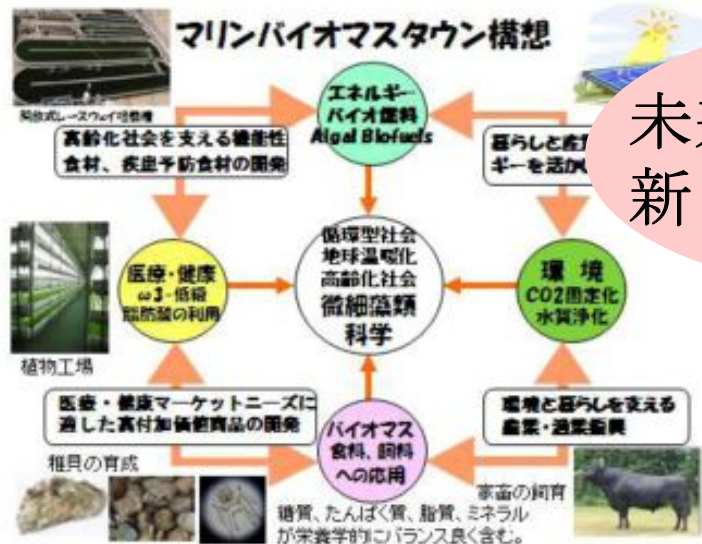 マリンバイオマスタウン構想
開放式レースウェイ培養槽
エネルギー
バイオ燃料
Algal Biofuels
高齢化社会を支える機能性
食材、疾患予防食材の開発
暮らしと産
ギーを活か
未
新
医療・健康
ω3-低級
脂肪酸の利用
循環型社会
地球温暖化
高齢化社会
微細藻類
科学
環境
CO2固定化
水質浄化
植物工場
医療・健康マーケットニーズに
適した高付加価値商品の開発
バイオマス
食料、飼料
への応用
環境と暮らしを支える
農業・漁業振興
稚貝の育成
家畜の飼育
糖質、たんぱく質、脂質、ミネラル
が栄養学的にバランス良く含む。